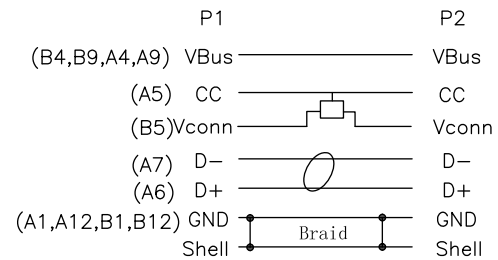 P1 P2
(B4,B9,A4,A9) VBus VBus
(A5) CC CC
(B5) Vconn Vconn
(A7) D- D-
(A6) D+ D+
(A1,A12,B1,B12) GND GND
Braid
Shell Shell